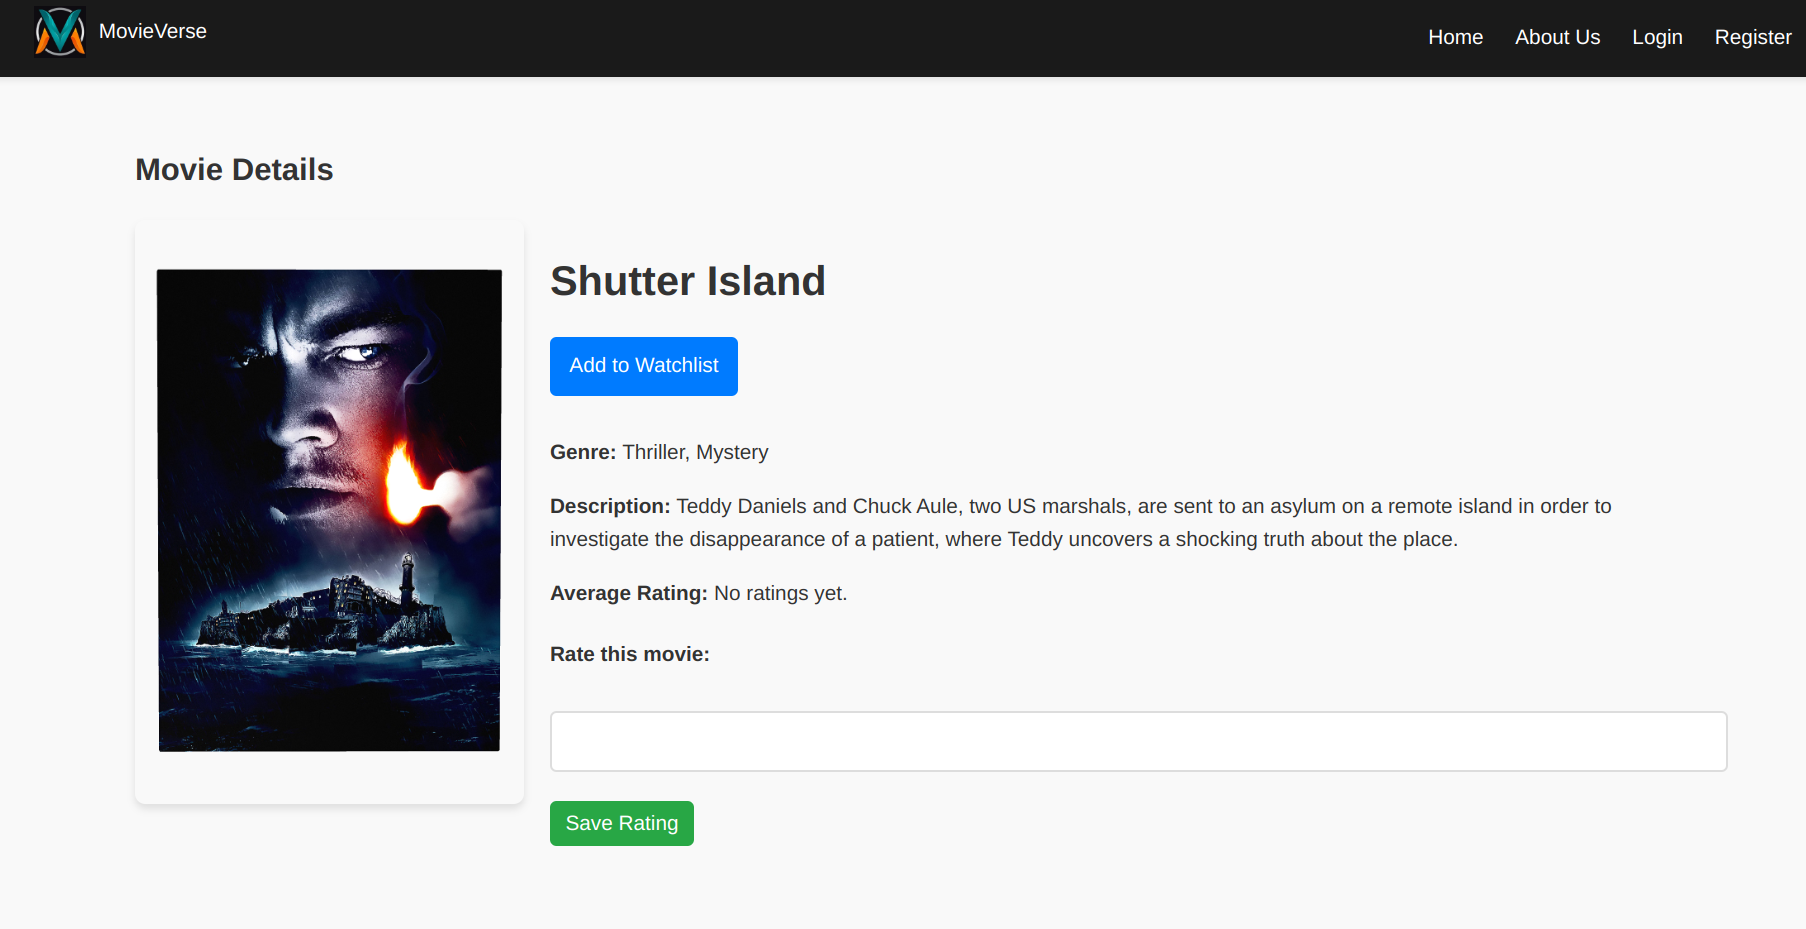 MovieVerse
Home
About Us
Login
Register
Movie Details
Shutter Island
Add to Watchlist
Genre: Thriller, Mystery
Description: Teddy Daniels and Chuck Aule, two US marshals, are sent to an asylum on a remote island in order to
investigate the disappearance of a patient, where Teddy uncovers a shocking truth about the place.
Average Rating: No ratings yet.
Rate this movie:
Save Rating